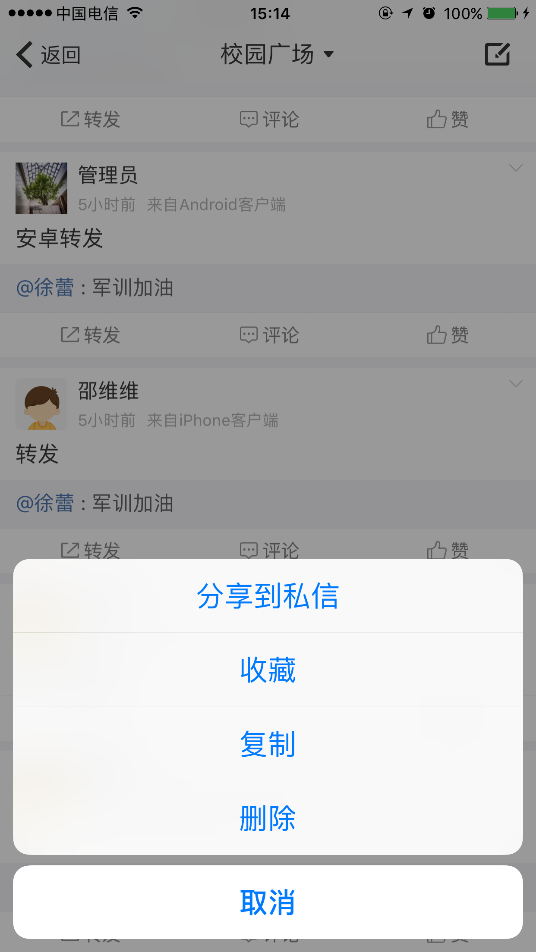 中国电信 15:14 100%
返回 校园广场
转发 评论 赞
管理员
5小时前 来自Android客户端
安卓转发
@徐蕾：军训加油
转发 评论 赞
邵维维
5小时前 来自iPhone客户端
转发
@徐蕾：军训加油
转发 评论 赞
分享到私信
收藏
复制
删除
取消